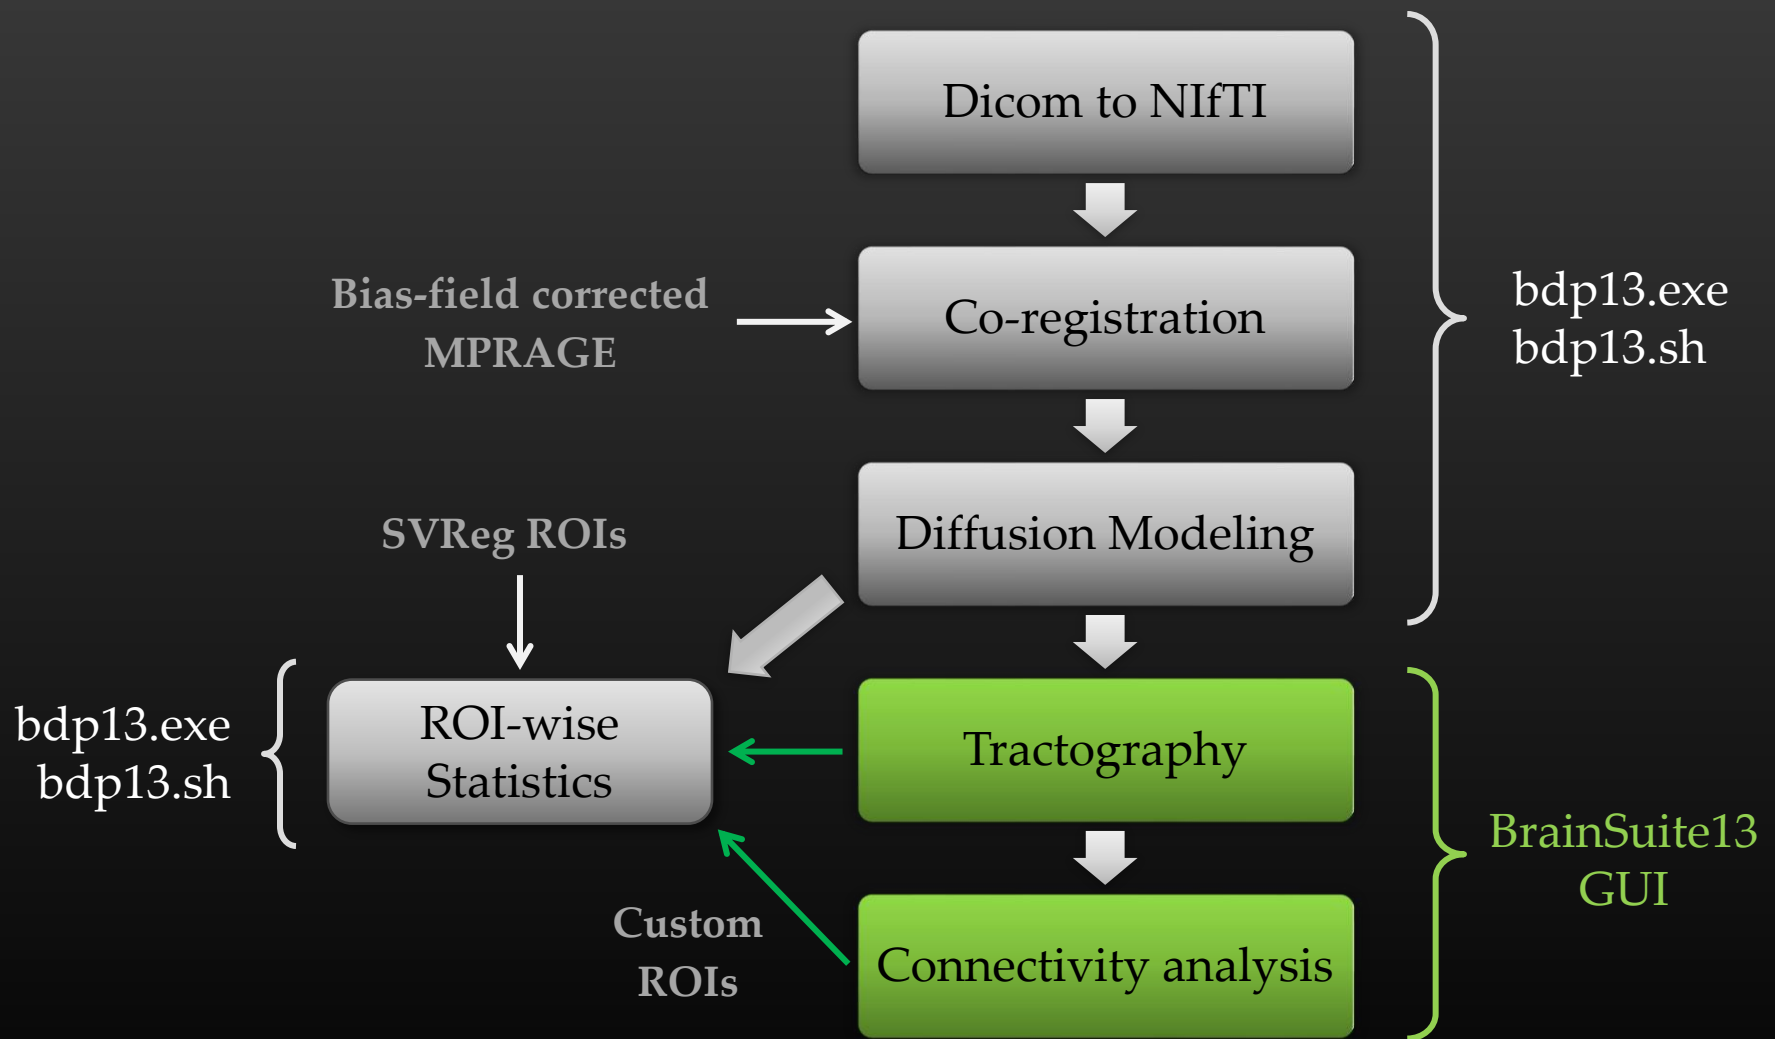 Dicom to NIfTI
Bias-field corrected
MPRAGE
Co-registration
bdp13.exe
bdp13.sh
SVReg ROIs
Diffusion Modeling
bdp13.exe
bdp13.sh
ROI-wise
Statistics
Tractography
BrainSuite13
GUI
Custom
ROIs
Connectivity analysis